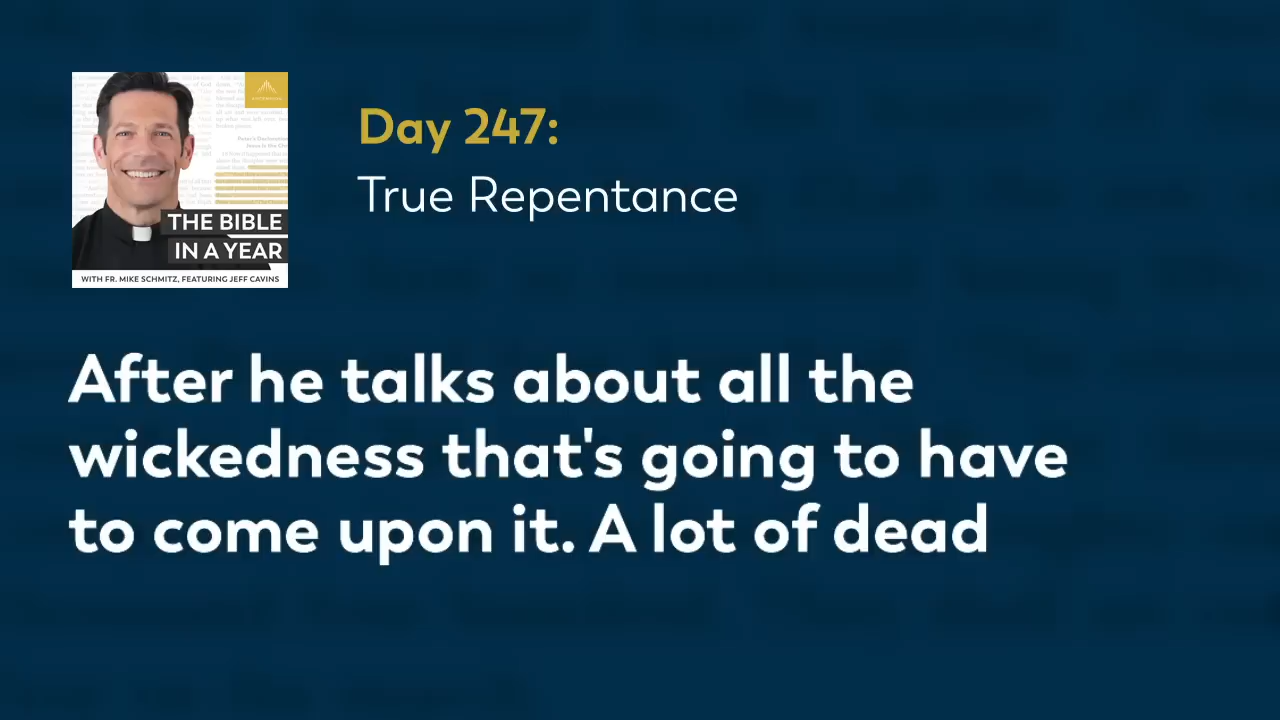 Day 247:
True Repentance
THE BIBLE
IN A YEAR
WITH FR. MIKE SCHMITZ, FEATURING JEFF CAVINS
After he talks about all the
wickedness that's going to have
to come upon it. A lot of dead